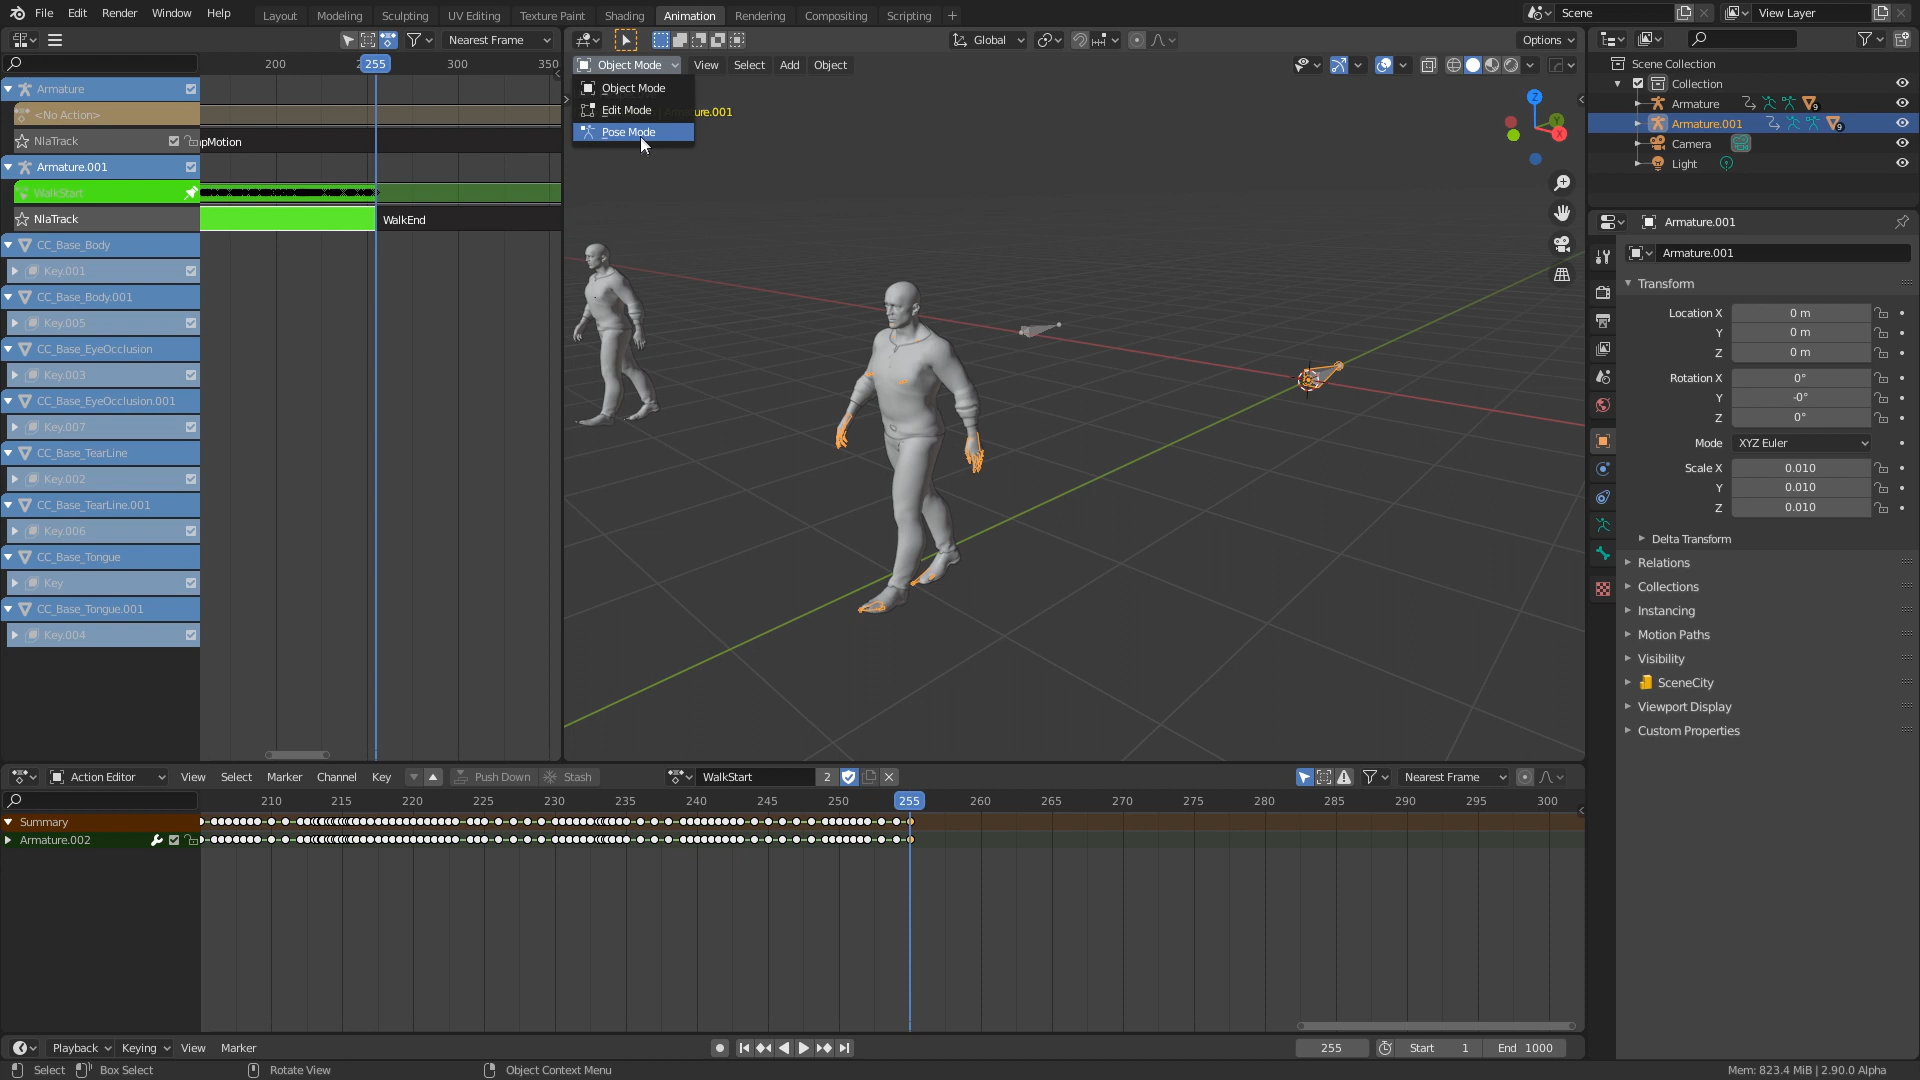 File Edit Render Window Help Layout Modeling Sculpting UV Editing Texture Paint Shading Animation Rendering Compositing Scripting + Scene View Layer
Nearest Frame Global Options
200 255 300 350
Object Mode View Select Add Object
Object Mode
Edit Mode
Pose Mode
ure.001
Armature
<No Action>
NlaTrack
pMotion
Armature.001
WalkStart
NlaTrack
WalkEnd
CC_Base_Body
Key.001
CC_Base_Body.001
Key.005
CC_Base_EyeOcclusion
Key.003
CC_Base_EyeOcclusion.001
Key.007
CC_Base_TearLine
Key.002
CC_Base_TearLine.001
Key.006
CC_Base_Tongue
Key
CC_Base_Tongue.001
Key.004
Z
Y
X
Scene Collection
Collection
Armature 9
Armature.001 9
Camera
Light
Armature.001
Armature.001
Transform
Location X 0 m
Y 0 m
Z 0 m
Rotation X 0°
Y -0°
Z 0°
Mode XYZ Euler
Scale X 0.010
Y 0.010
Z 0.010
Delta Transform
Relations
Collections
Instancing
Motion Paths
Visibility
SceneCity
Viewport Display
Custom Properties
Action Editor View Select Marker Channel Key Push Down Stash WalkStart 2 Nearest Frame
210 215 220 225 230 235 240 245 250 255 260 265 270 275 280 285 290 295 300
Summary
Armature.002
Playback Keying View Marker 255 Start 1 End 1000
Select Box Select Rotate View Object Context Menu Mem: 823.4 MiB | 2.90.0 Alpha